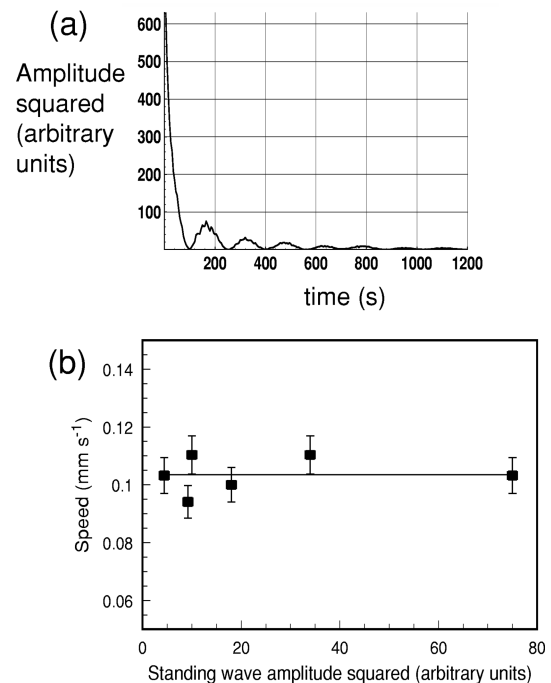 (a)
Amplitude
squared
(arbitrary
units)
600
500
400
300
200
100
200 400 600 800 1000 1200
time (s)
(b)
Speed (mm s⁻¹)
0.14
0.12
0.1
0.08
0.06
0 20 40 60 80
Standing wave amplitude squared (arbitrary units)